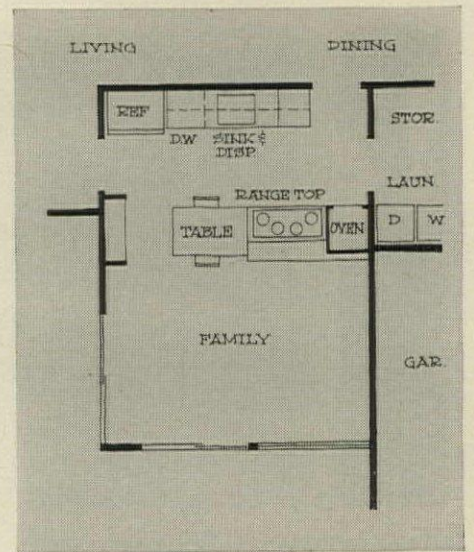 LIVING
DINING
REF
STOR.
D.W
SINK &
DISP
LAUN
RANGE TOP
TABLE
OVEN
D
W
FAMILY
GAR.